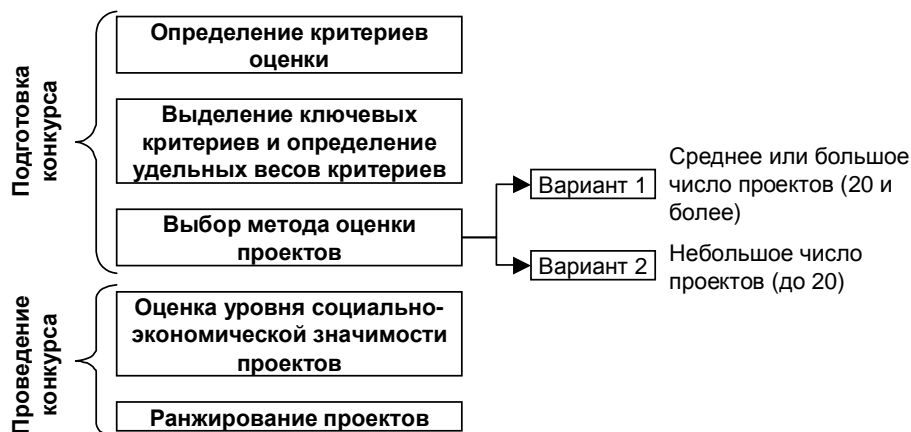 Подготовка
конкурса
Определение критериев
оценки
Выделение ключевых
критериев и определение
удельных весов критериев
Выбор метода оценки
проектов
Вариант 1
Среднее или большое
число проектов (20 и
более)
Вариант 2
Небольшое число
проектов (до 20)
Проведение
конкурса
Оценка уровня социально-
экономической значимости
проектов
Ранжирование проектов